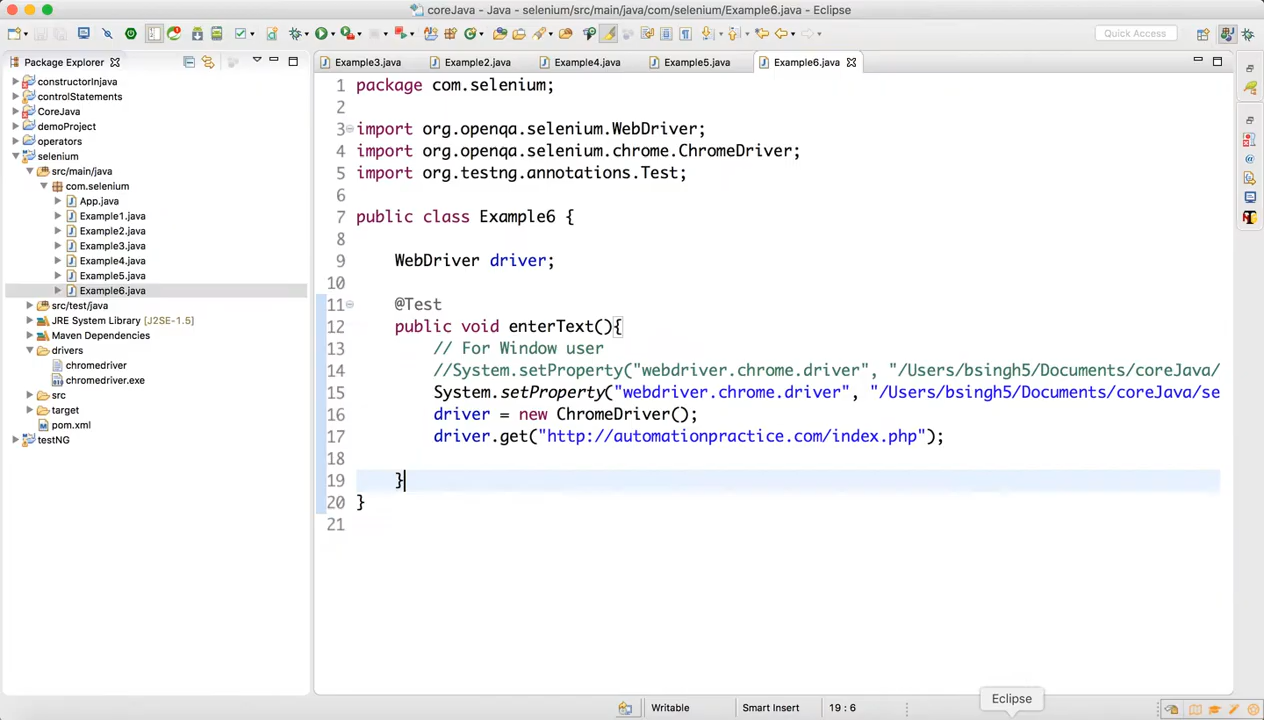 coreJava - Java - selenium/src/main/java/com/selenium/Example6.java - Eclipse
Quick Access
Package Explorer
constructorInjava
controlStatements
CoreJava
demoProject
operators
selenium
src/main/java
com.selenium
App.java
Example1.java
Example2.java
Example3.java
Example4.java
Example5.java
Example6.java
src/test/java
JRE System Library [J2SE-1.5]
Maven Dependencies
drivers
chromedriver
chromedriver.exe
src
target
pom.xml
testNG
Example3.java Example2.java Example4.java Example5.java Example6.java
1 package com.selenium;
2
3 import org.openqa.selenium.WebDriver;
4 import org.openqa.selenium.chrome.ChromeDriver;
5 import org.testng.annotations.Test;
6
7 public class Example6 {
8
9 WebDriver driver;
10
11 @Test
12 public void enterText(){
13 // For Window user
14 //System.setProperty("webdriver.chrome.driver", "/Users/bsingh5/Documents/coreJava/
15 System.setProperty("webdriver.chrome.driver", "/Users/bsingh5/Documents/coreJava/se
16 driver = new ChromeDriver();
17 driver.get("http://automationpractice.com/index.php");
18
19 }
20 }
21
Eclipse
Writable Smart Insert 19 : 6